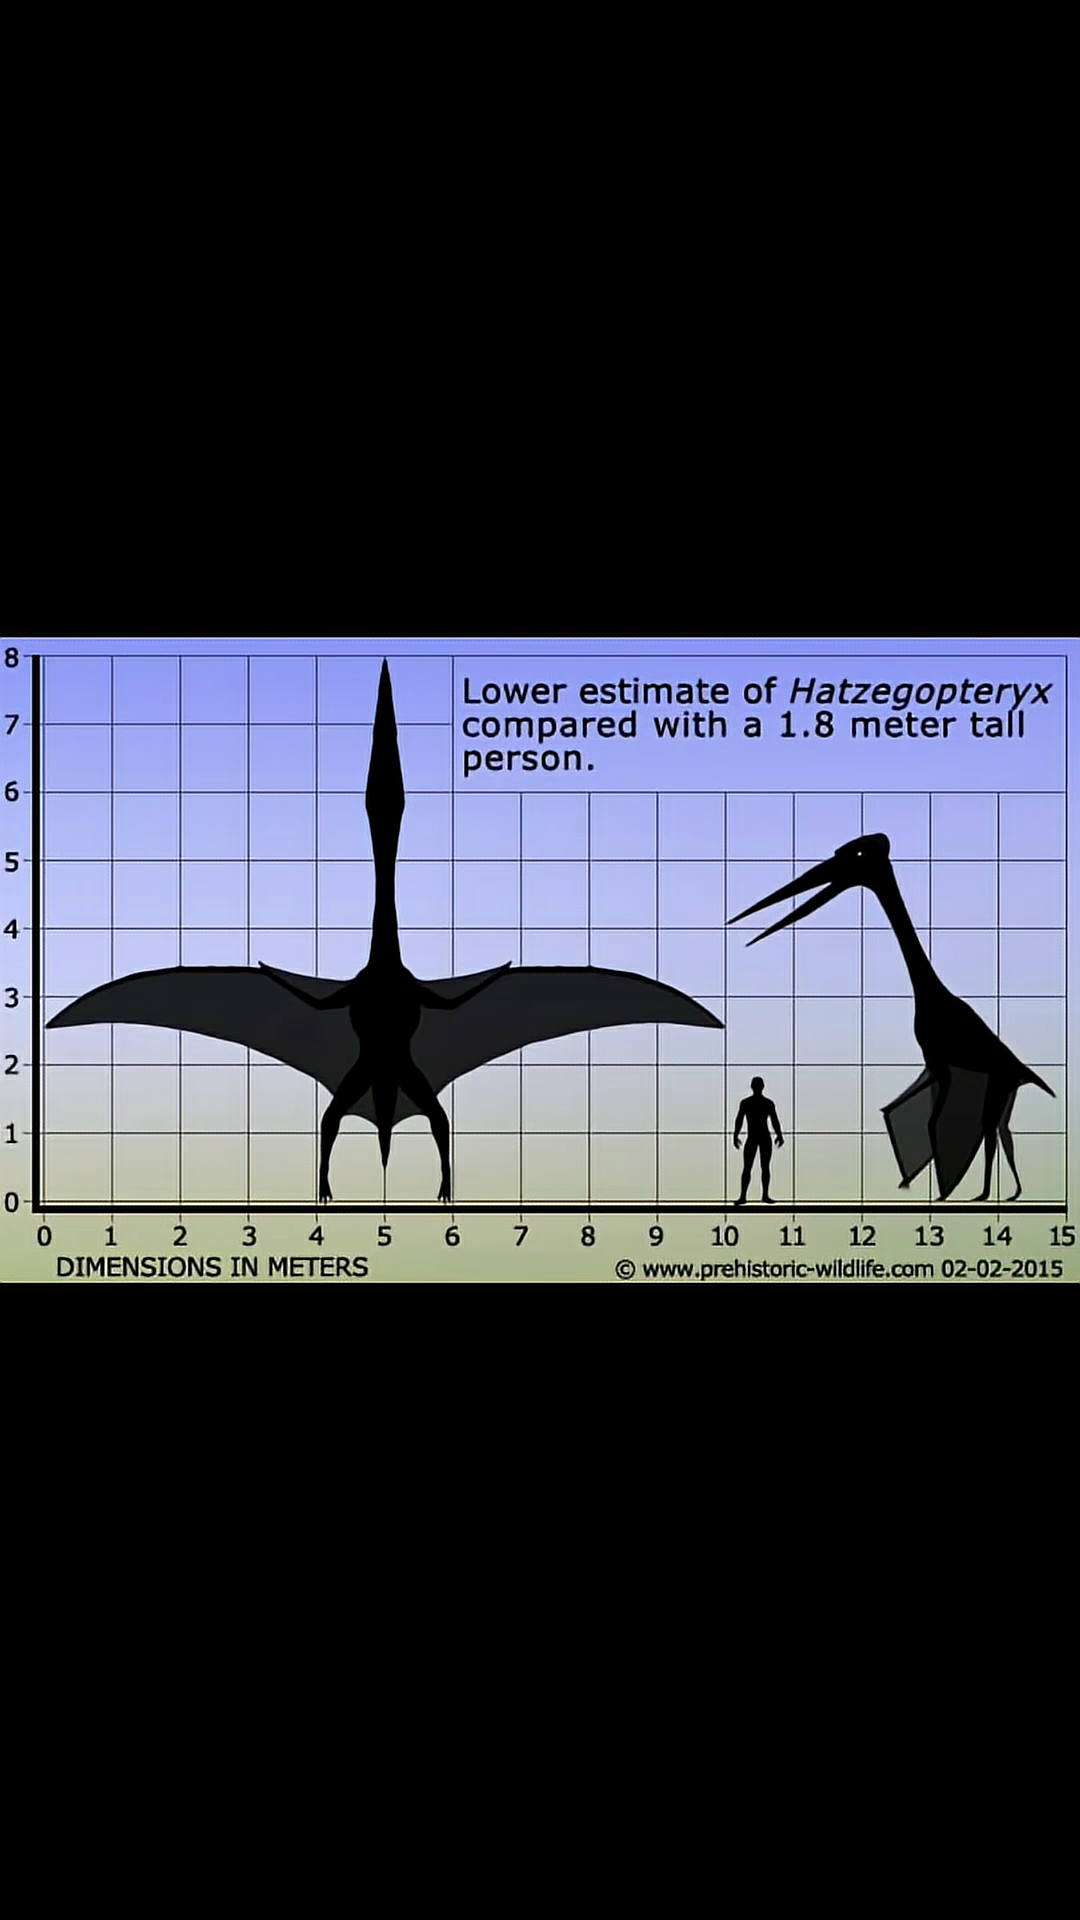 Lower estimate of Hatzegopteryx
compared with a 1.8 meter tall
person.
8
7
6
5
4
3
2
1
0
0 1 2 3 4 5 6 7 8 9 10 11 12 13 14 15
DIMENSIONS IN METERS
© www.prehistoric-wildlife.com 02-02-2015